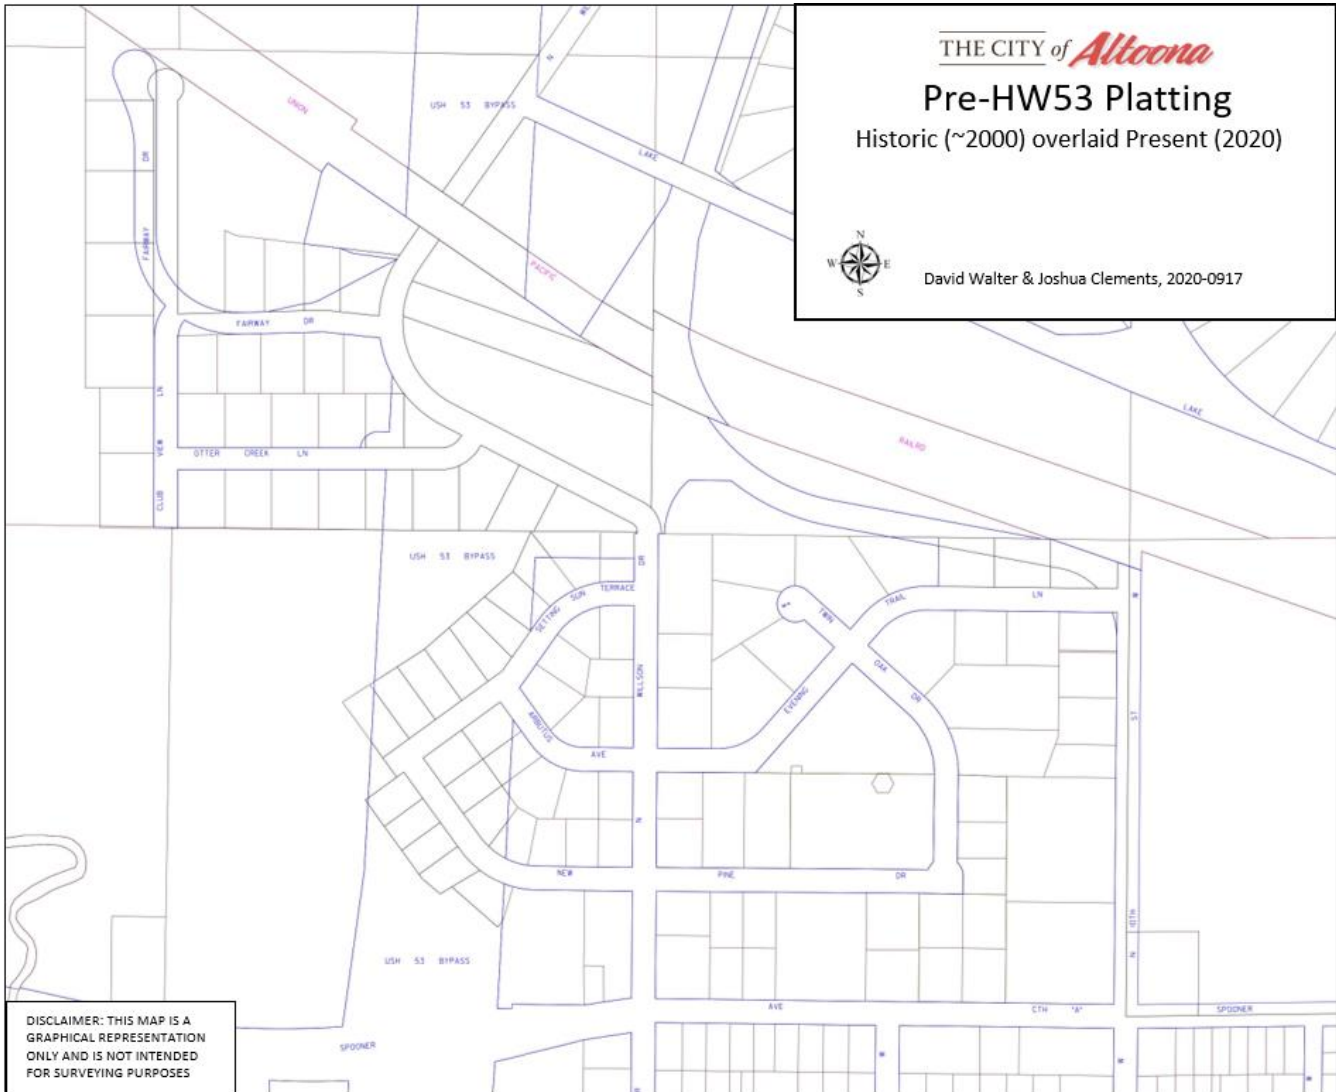 THE CITY of Altoona
Pre-HW53 Platting
Historic (~2000) overlaid Present (2020)
N
W E
S
David Walter & Joshua Clements, 2020-0917
N
USH 53 BYPASS
UNION
LAKE
PACIFIC
FAIRWAY DR
FAIRWAY DR
LAKE
RAILRD
CLUB VIEW LN
OTTER CREEK LN
USH 53 BYPASS
SETTING SUN TERRACE
N WILLSON DR
TWIN OAK DR
EVENING TRAIL LN
ARBUTUS AVE
N 10TH ST W
NEW PINE DR
USH 53 BYPASS
SPOONER AVE CTH "A" SPOONER
W
W
W
DISCLAIMER: THIS MAP IS A
GRAPHICAL REPRESENTATION
ONLY AND IS NOT INTENDED
FOR SURVEYING PURPOSES